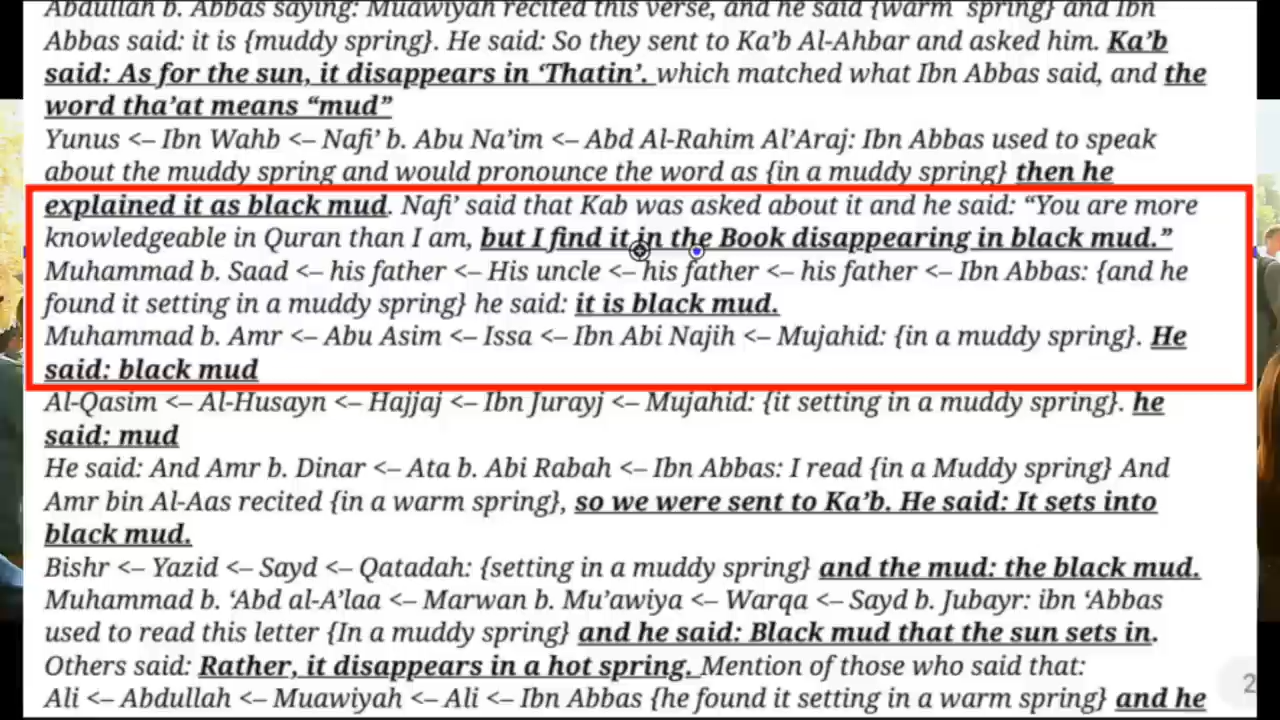 Abdullah b. Abbas saying: Muawiyah recited this verse, and he said {warm spring} and Ibn
Abbas said: it is {muddy spring}. He said: So they sent to Ka’b Al-Ahbar and asked him. Ka’b
said: As for the sun, it disappears in ‘Thatin’. which matched what Ibn Abbas said, and the
word tha’at means “mud”
Yunus <– Ibn Wahb <– Nafi’ b. Abu Na’im <– Abd Al-Rahim Al’Araj: Ibn Abbas used to speak
about the muddy spring and would pronounce the word as {in a muddy spring} then he
explained it as black mud. Nafi’ said that Kab was asked about it and he said: “You are more
knowledgeable in Quran than I am, but I find it in the Book disappearing in black mud.”
Muhammad b. Saad <– his father <– His uncle <– his father <– his father <– Ibn Abbas: {and he
found it setting in a muddy spring} he said: it is black mud.
Muhammad b. Amr <– Abu Asim <– Issa <– Ibn Abi Najih <– Mujahid: {in a muddy spring}. He
said: black mud
Al-Qasim <– Al-Husayn <– Hajjaj <– Ibn Jurayj <– Mujahid: {it setting in a muddy spring}. he
said: mud
He said: And Amr b. Dinar <– Ata b. Abi Rabah <– Ibn Abbas: I read {in a Muddy spring} And
Amr bin Al-Aas recited {in a warm spring}, so we were sent to Ka’b. He said: It sets into
black mud.
Bishr <– Yazid <– Sayd <– Qatadah: {setting in a muddy spring} and the mud: the black mud.
Muhammad b. ‘Abd al-A’laa <– Marwan b. Mu’awiya <– Warqa <– Sayd b. Jubayr: ibn ‘Abbas
used to read this letter {In a muddy spring} and he said: Black mud that the sun sets in.
Others said: Rather, it disappears in a hot spring. Mention of those who said that:
Ali <– Abdullah <– Muawiyah <– Ali <– Ibn Abbas {he found it setting in a warm spring} and he
2